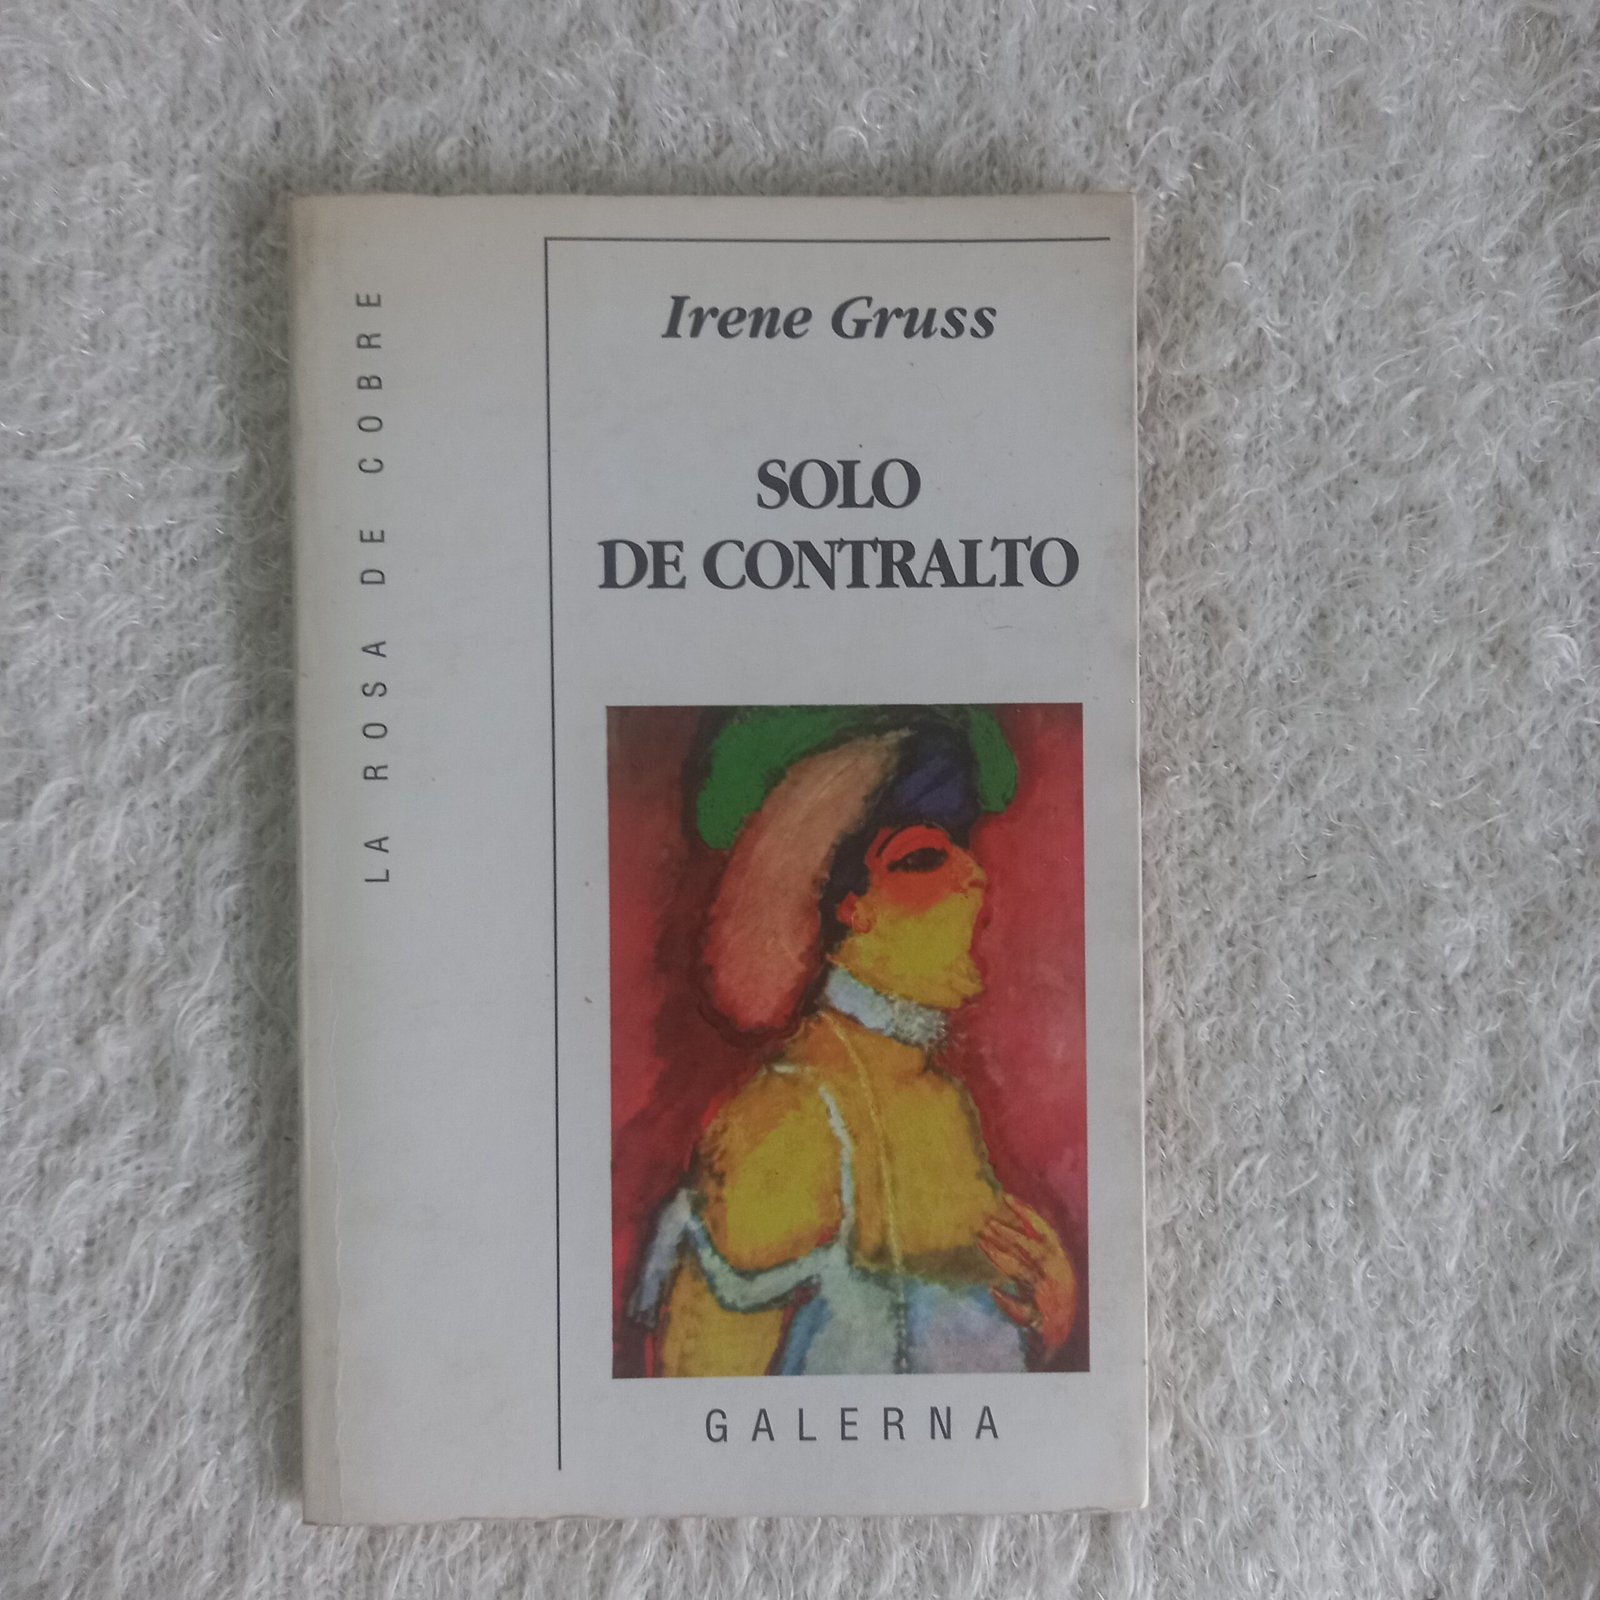 LA ROSA DE COBRE
Irene Gruss
SOLO
DE CONTRALTO
GALERNA